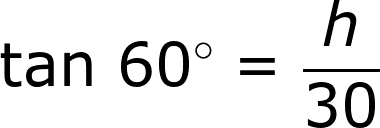 tan 60° = h/30